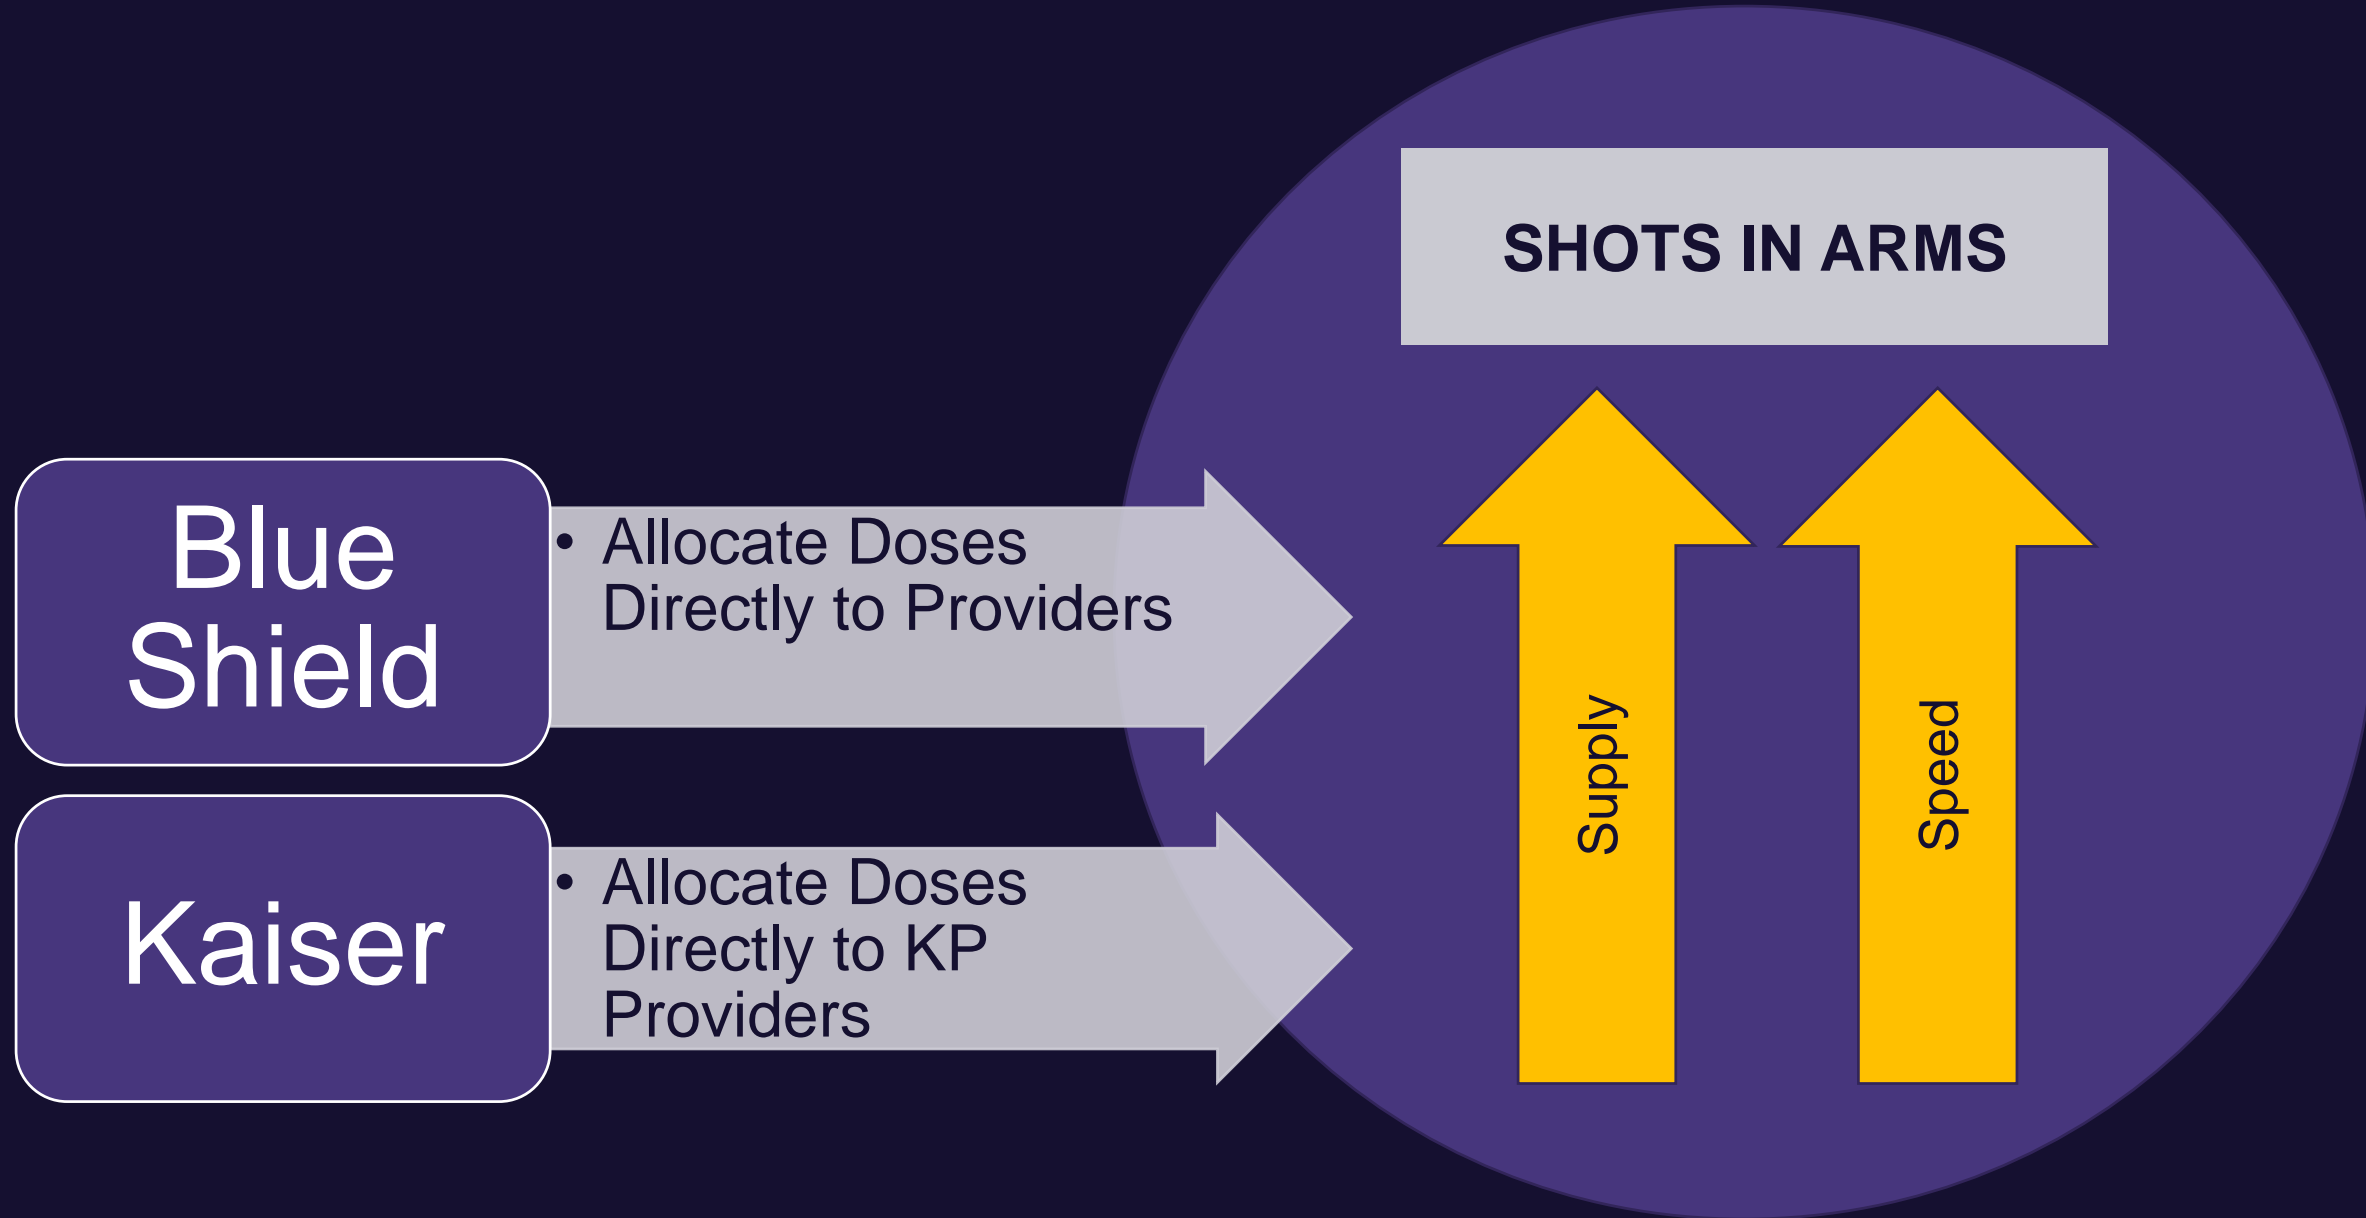 Blue
Shield
• Allocate Doses
Directly to Providers
Kaiser
• Allocate Doses
Directly to KP
Providers
SHOTS IN ARMS
Supply
Speed